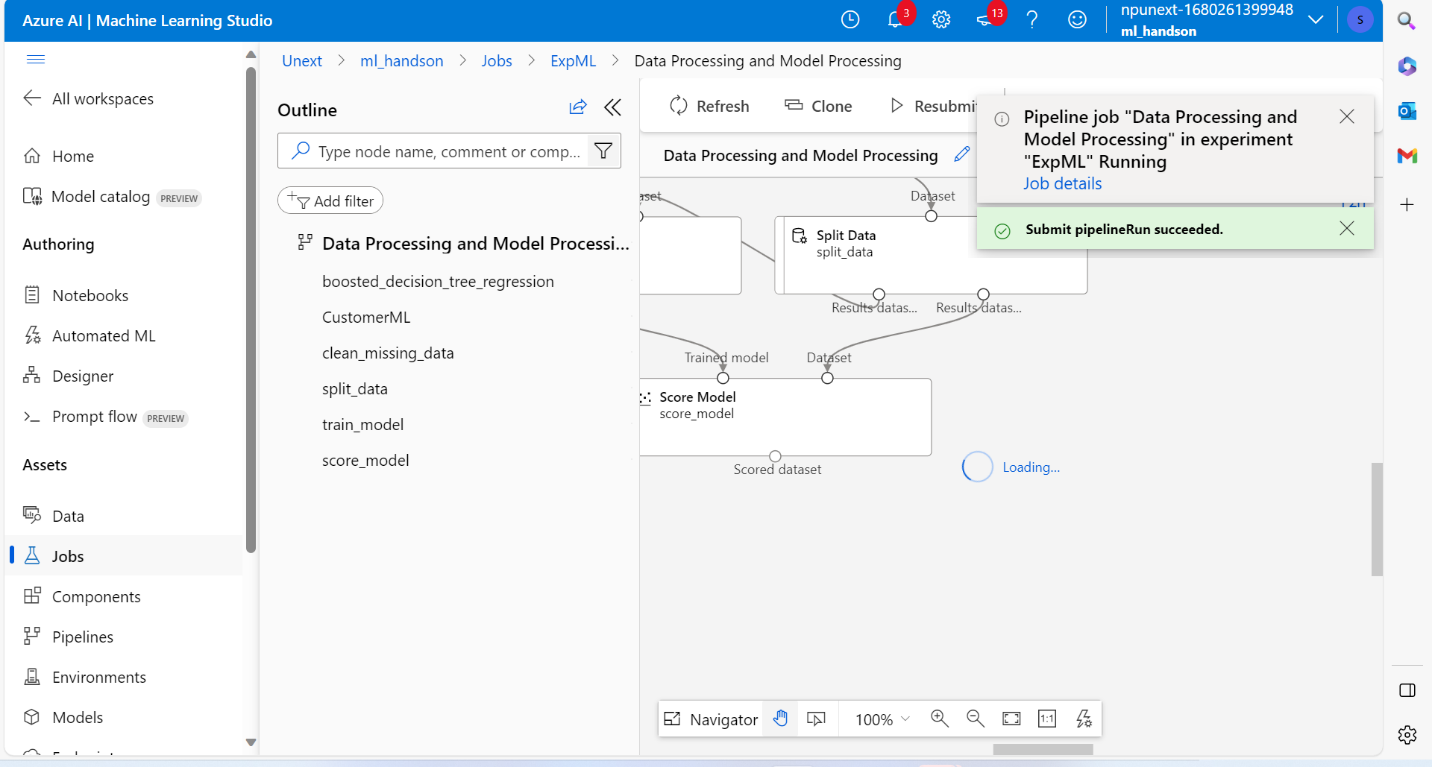 Azure AI | Machine Learning Studio
3
13
?
npunext-1680261399948
ml_handson
S
All workspaces
Home
Model catalog PREVIEW
Authoring
Notebooks
Automated ML
Designer
Prompt flow PREVIEW
Assets
Data
Jobs
Components
Pipelines
Environments
Models
Unext > ml_handson > Jobs > ExpML > Data Processing and Model Processing
Outline
Type node name, comment or comp...
Add filter
Data Processing and Model Processi...
boosted_decision_tree_regression
CustomerML
clean_missing_data
split_data
train_model
score_model
Refresh
Clone
Resubmit
Data Processing and Model Processing
Pipeline job "Data Processing and
Model Processing" in experiment
"ExpML" Running
Job details
Submit pipelineRun succeeded.
Dataset
Split Data
split_data
Results datas...
Results datas...
Trained model
Dataset
Score Model
score_model
Scored dataset
Loading...
Navigator
100%
1:1